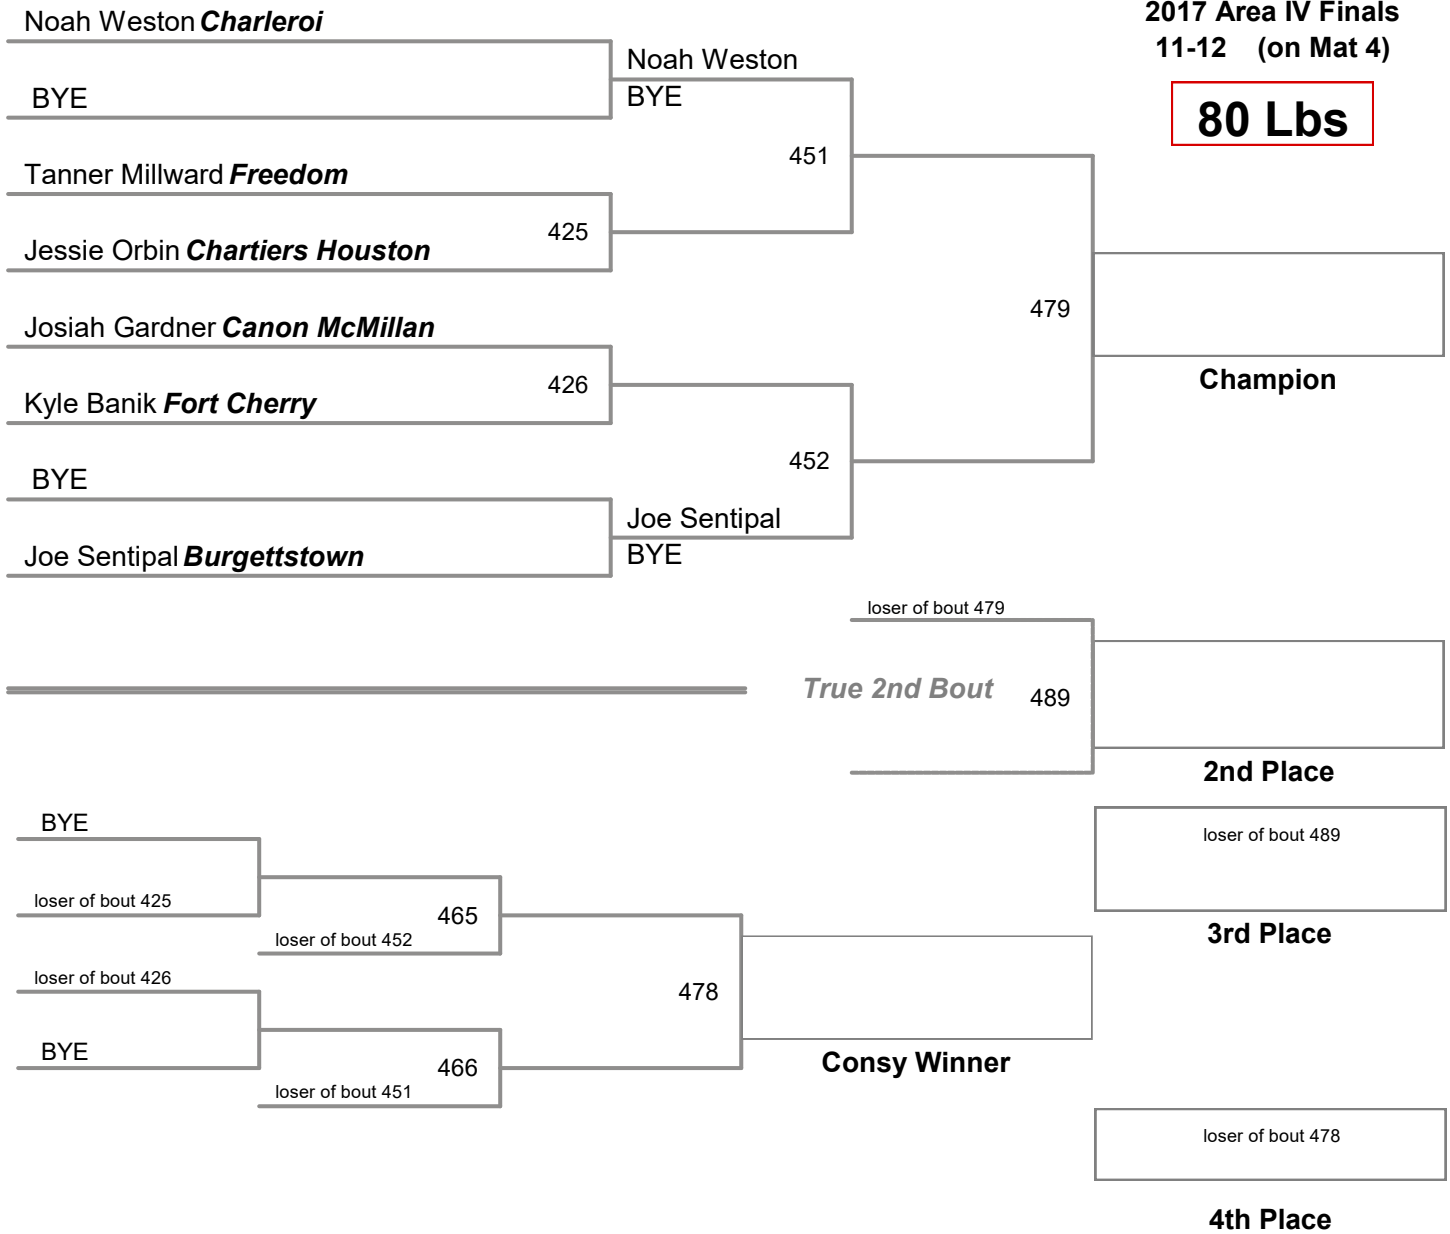 2017 Area IV Finals
11-12 (on Mat 4)
80 Lbs
Noah Weston Charleroi
BYE
Noah Weston
BYE
451
Tanner Millward Freedom
425
Jessie Orbin Chartiers Houston
479
Josiah Gardner Canon McMillan
426
Kyle Banik Fort Cherry
Champion
452
BYE
Joe Sentipal
BYE
Joe Sentipal Burgettstown
loser of bout 479
True 2nd Bout
489
2nd Place
BYE
loser of bout 425
465
loser of bout 452
loser of bout 426
478
BYE
466
loser of bout 451
Consy Winner
loser of bout 489
3rd Place
loser of bout 478
4th Place